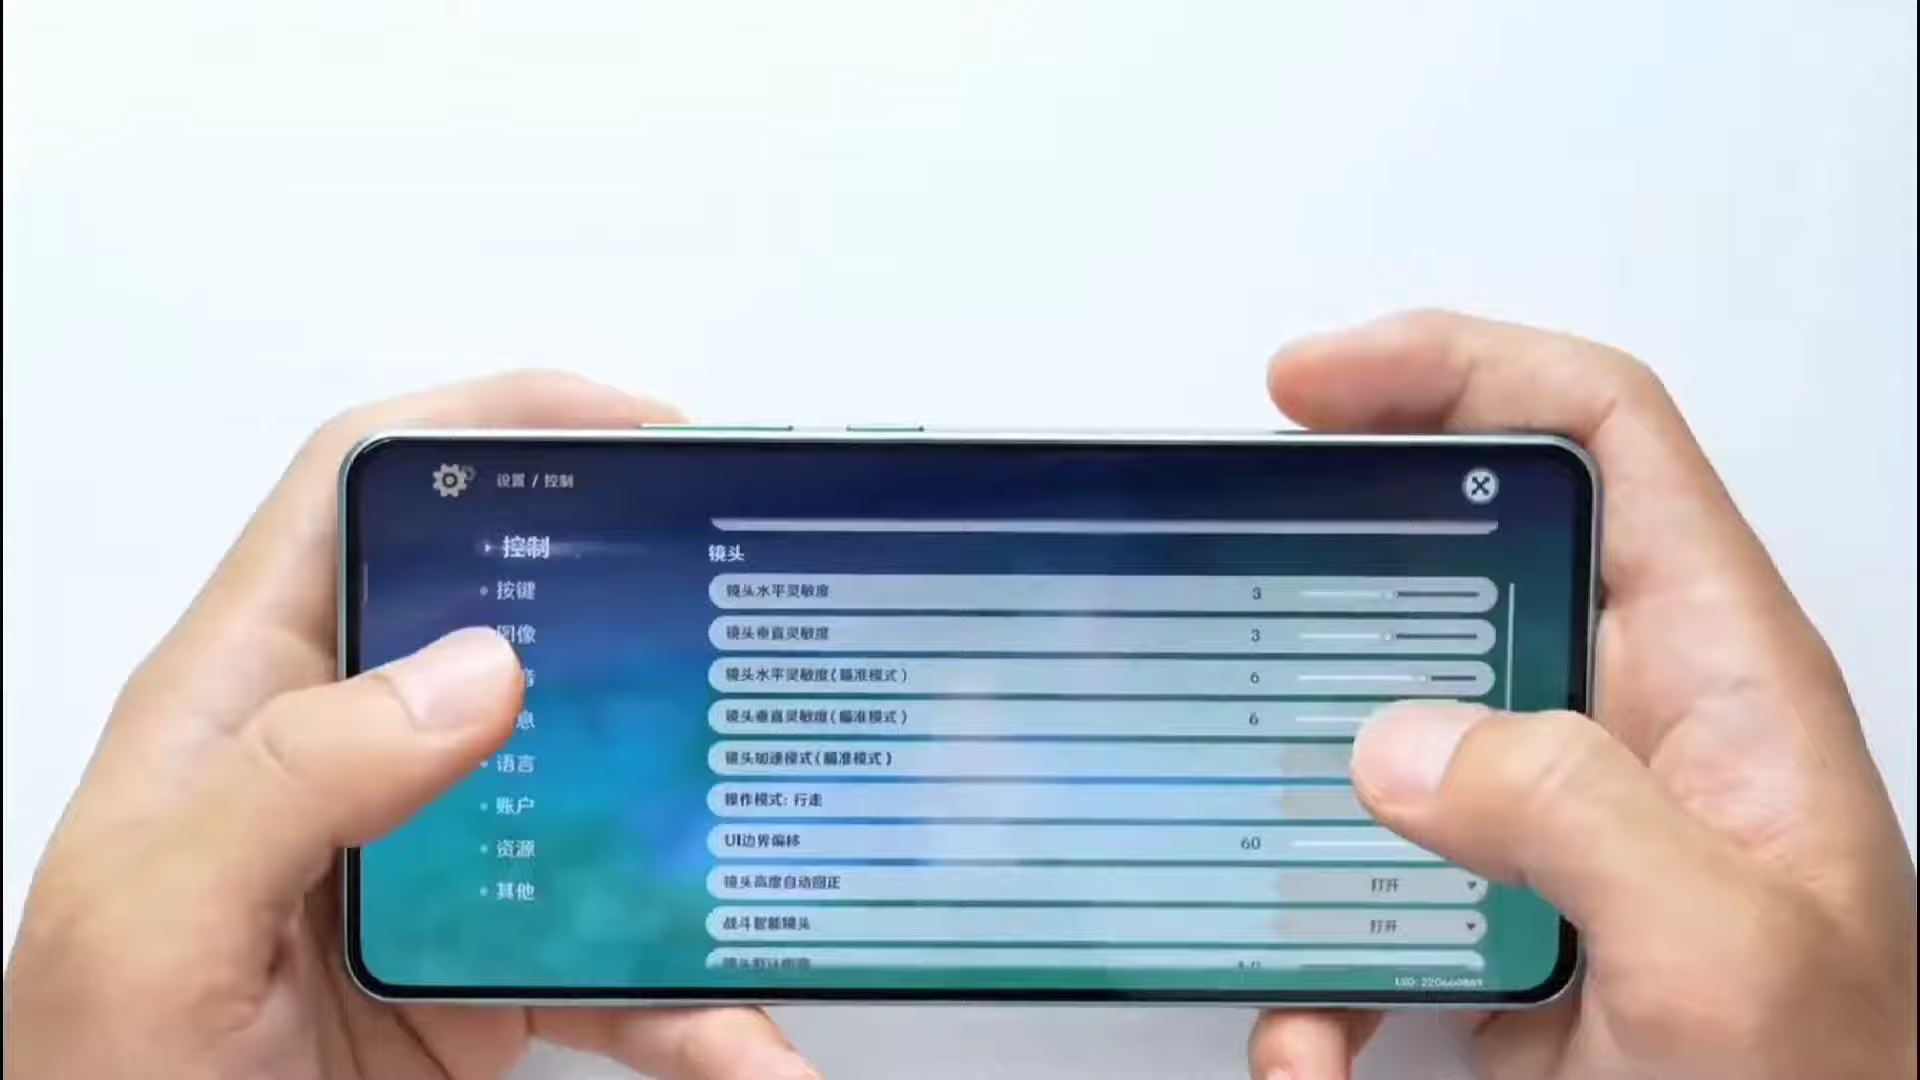 设置 / 控制
控制
按键
图像
音
息
语言
账户
资源
其他
镜头
镜头水平灵敏度 3
镜头垂直灵敏度 3
镜头水平灵敏度(瞄准模式) 6
镜头垂直灵敏度(瞄准模式) 6
镜头加速模式(瞄准模式)
操作模式: 行走
UI边界偏移 60
镜头高度自动回正 打开
战斗智能镜头 打开